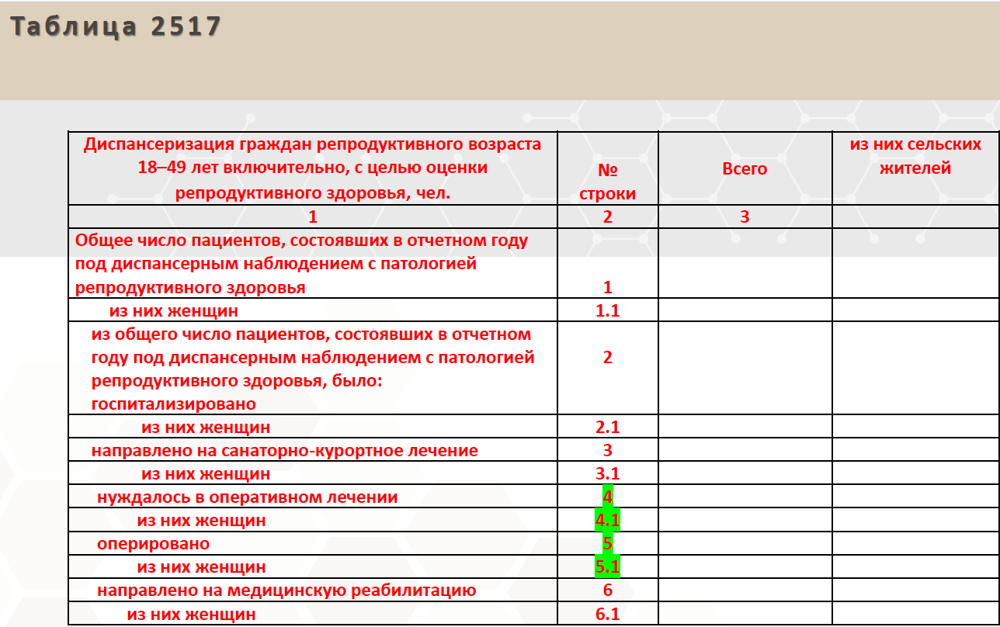 Таблица 2517
Диспансеризация граждан репродуктивного возраста
18–49 лет включительно, с целью оценки
репродуктивного здоровья, чел.
№
строки
Всего
из них сельских
жителей
1
2
3
Общее число пациентов, состоявших в отчетном году
под диспансерным наблюдением с патологией
репродуктивного здоровья
1
из них женщин
1.1
из общего число пациентов, состоявших в отчетном
году под диспансерным наблюдением с патологией
репродуктивного здоровья, было:
госпитализировано
2
из них женщин
2.1
направлено на санаторно-курортное лечение
3
из них женщин
3.1
нуждалось в оперативном лечении
4
из них женщин
4.1
оперировано
5
из них женщин
5.1
направлено на медицинскую реабилитацию
6
из них женщин
6.1